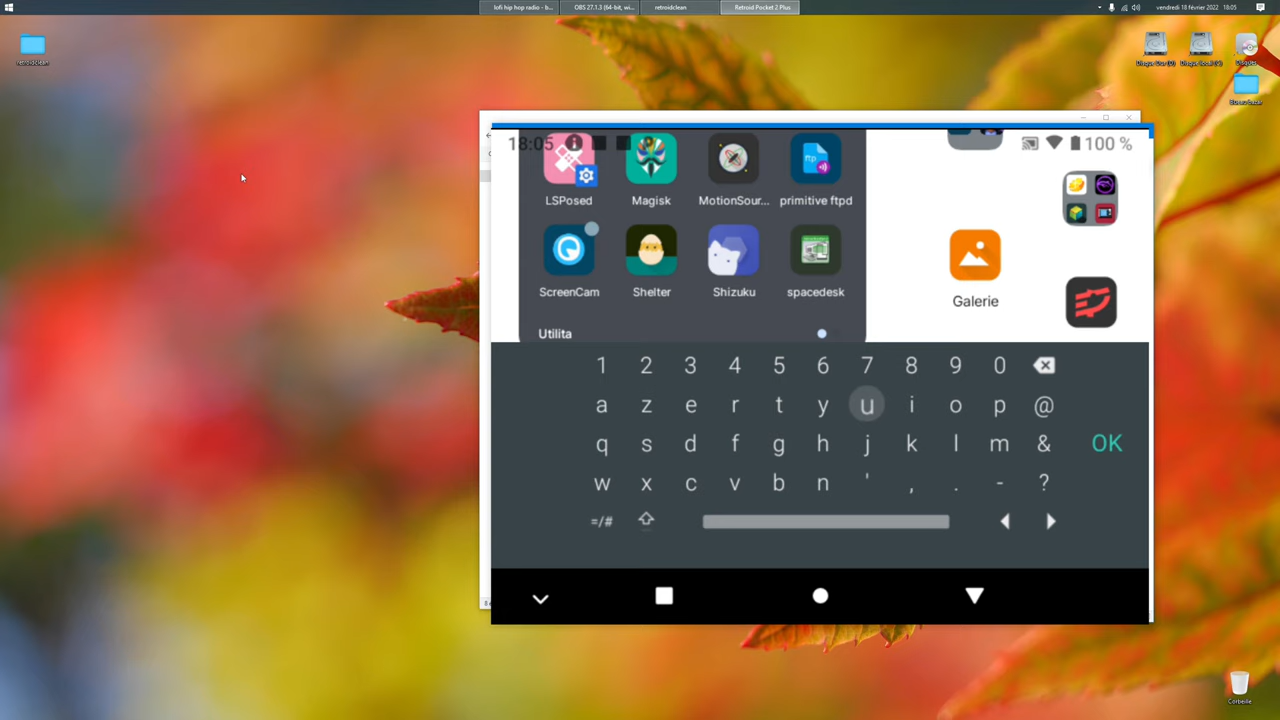 lofi hip hop radio - b...
OBS 27.1.3 (64-bit, wi...
retroidclean
Retroid Pocket 2 Plus
vendredi 18 février 2022
18:05
retroidclean
Corbeille
18:05
100 %
LSPosed
Magisk
MotionSour...
primitive ftpd
ftp
ScreenCam
Shelter
Shizuku
spacedesk
Galerie
Utilita
1 2 3 4 5 6 7 8 9 0
a z e r t y u i o p @
q s d f g h j k l m & OK
w x c v b n ' , . - ?
=/#